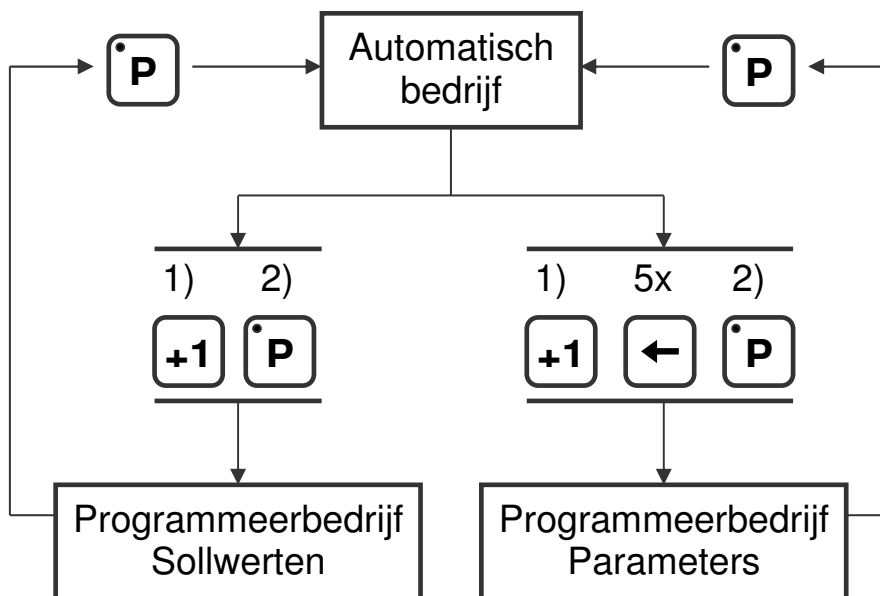 P
Automatisch
bedrijf
P
1) 2)
+1 P
1) 5x 2)
+1 ← P
Programmeerbedrijf
Sollwerten
Programmeerbedrijf
Parameters